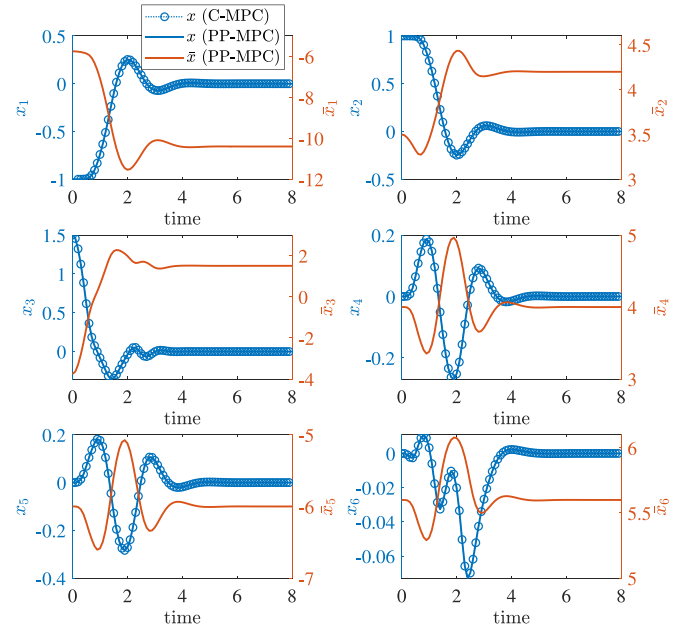 x (C-MPC)
x (PP-MPC)
x̄ (PP-MPC)
1
0.5
0
-0.5
-1
x₁
-6
-8
-10
-12
x̄₁
0 2 4 6 8
time
1
0.5
0
-0.5
x₂
4.5
4
3.5
3
x̄₂
0 2 4 6 8
time
1.5
1
0.5
0
x₃
2
0
-2
-4
x̄₃
0 2 4 6 8
time
0.2
0
-0.2
x₄
5
4
3
x̄₄
0 2 4 6 8
time
0.2
0
-0.2
-0.4
x₅
-5
-6
-7
x̄₅
0 2 4 6 8
time
0
-0.02
-0.04
-0.06
x₆
6
5.5
5
x̄₆
0 2 4 6 8
time